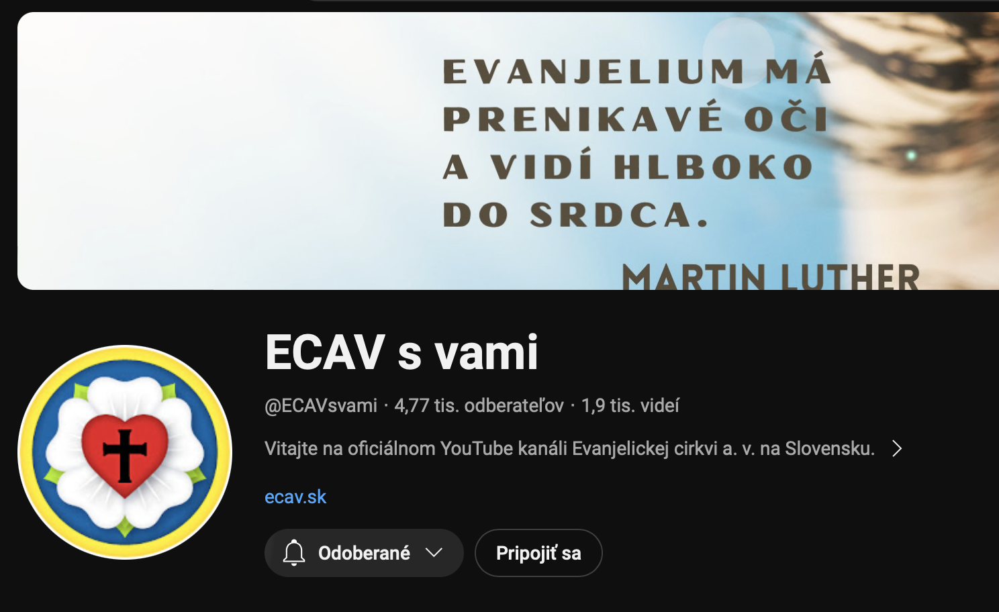 EVANJELIUM MÁ
PRENIKAVÉ OČI
A VIDÍ HLBOKO
DO SRDCA.
MARTIN LUTHER
ECAV s vami
@ECAVsvami · 4,77 tis. odberateľov · 1,9 tis. videí
Vitajte na oficiálnom YouTube kanáli Evanjelickej cirkvi a. v. na Slovensku.
ecav.sk
Odoberané
Pripojiť sa